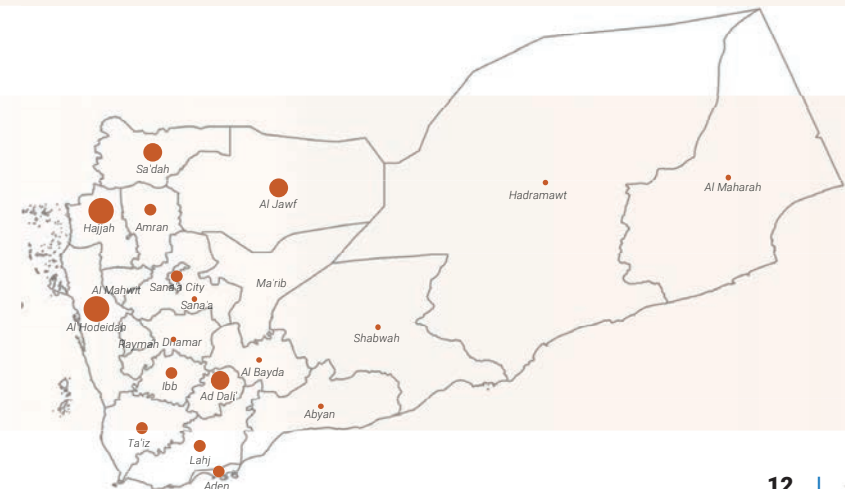 Sa'dah
Al Jawf
Hadramawt
Al Maharah
Hajjah
Amran
Ma'rib
Al Mahwit
Sana'a City
Sana'a
Al Hodeidah
Shabwah
Raymah
Dhamar
Al Bayda
Ibb
Ad Dali'
Abyan
Ta'iz
Lahj
Aden
12 |